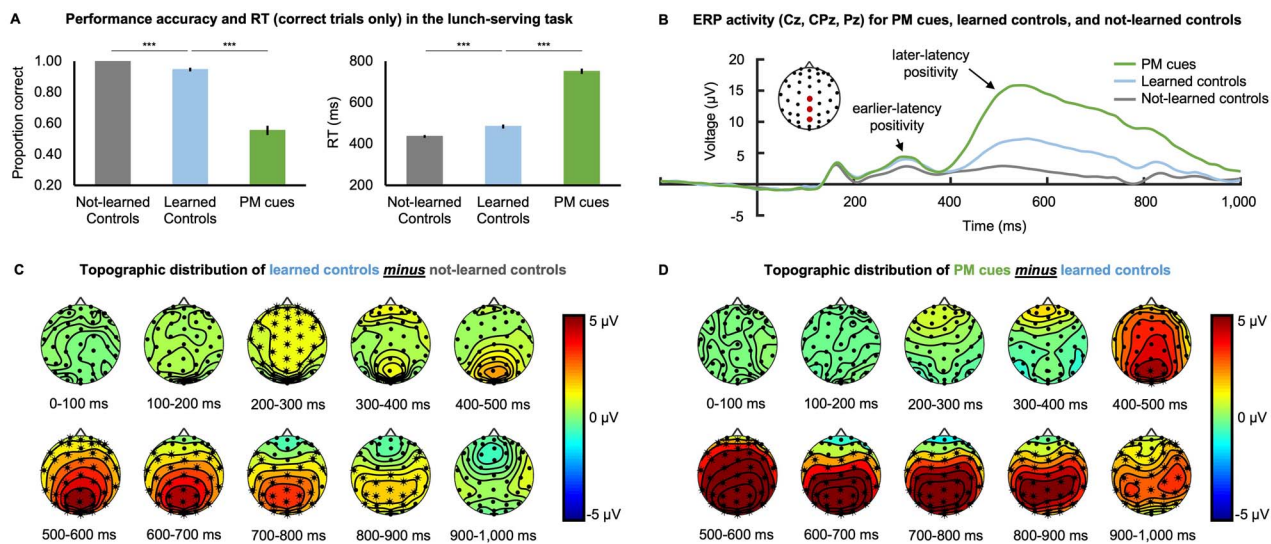 A Performance accuracy and RT (correct trials only) in the lunch-serving task
*** ***
1.00
0.80
0.60
0.40
0.20
Proportion correct
Not-learned Learned PM cues
Controls Controls
*** ***
800
600
400
200
RT (ms)
Not-learned Learned PM cues
Controls Controls
B ERP activity (Cz, CPz, Pz) for PM cues, learned controls, and not-learned controls
20
15
10
5
-5
Voltage (µV)
later-latency
positivity
earlier-latency
positivity
PM cues
Learned controls
Not-learned controls
200 400 600 800 1,000
Time (ms)
C Topographic distribution of learned controls minus not-learned controls
0-100 ms 100-200 ms 200-300 ms 300-400 ms 400-500 ms
500-600 ms 600-700 ms 700-800 ms 800-900 ms 900-1,000 ms
5 µV
0 µV
-5 µV
D Topographic distribution of PM cues minus learned controls
0-100 ms 100-200 ms 200-300 ms 300-400 ms 400-500 ms
500-600 ms 600-700 ms 700-800 ms 800-900 ms 900-1,000 ms
5 µV
0 µV
-5 µV